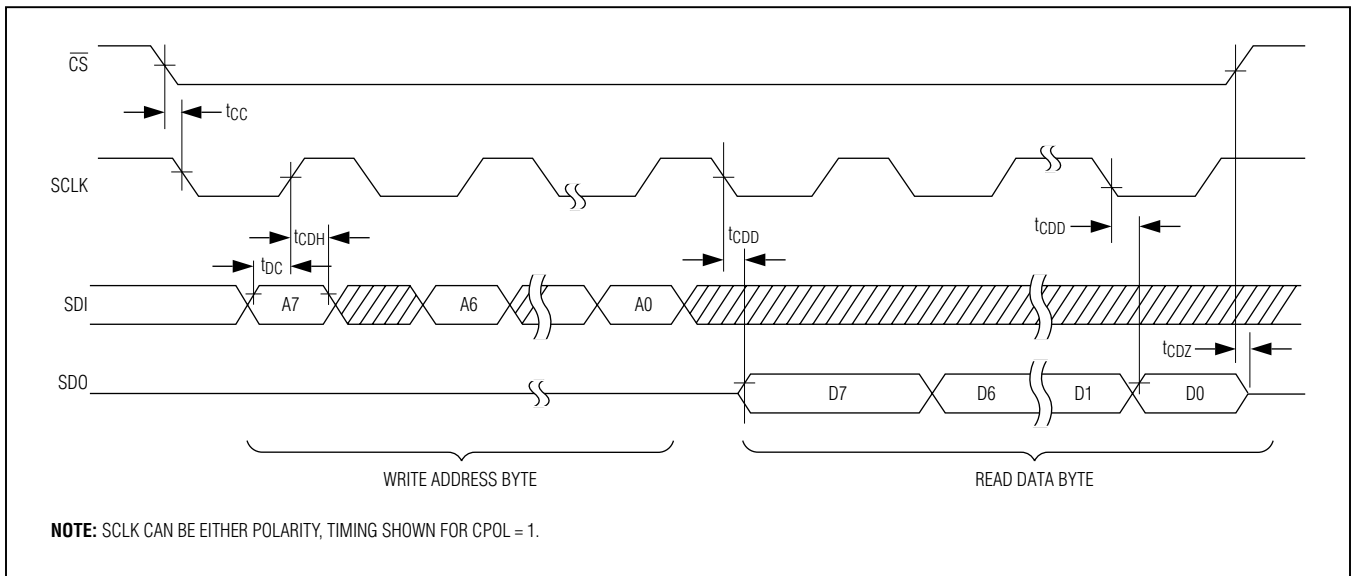 CS
tCC
SCLK
tCDH
tDC
tCDD
tCDD
SDI
A7
A6
A0
tCDZ
SDO
D7
D6
D1
D0
WRITE ADDRESS BYTE
READ DATA BYTE
NOTE: SCLK CAN BE EITHER POLARITY, TIMING SHOWN FOR CPOL = 1.